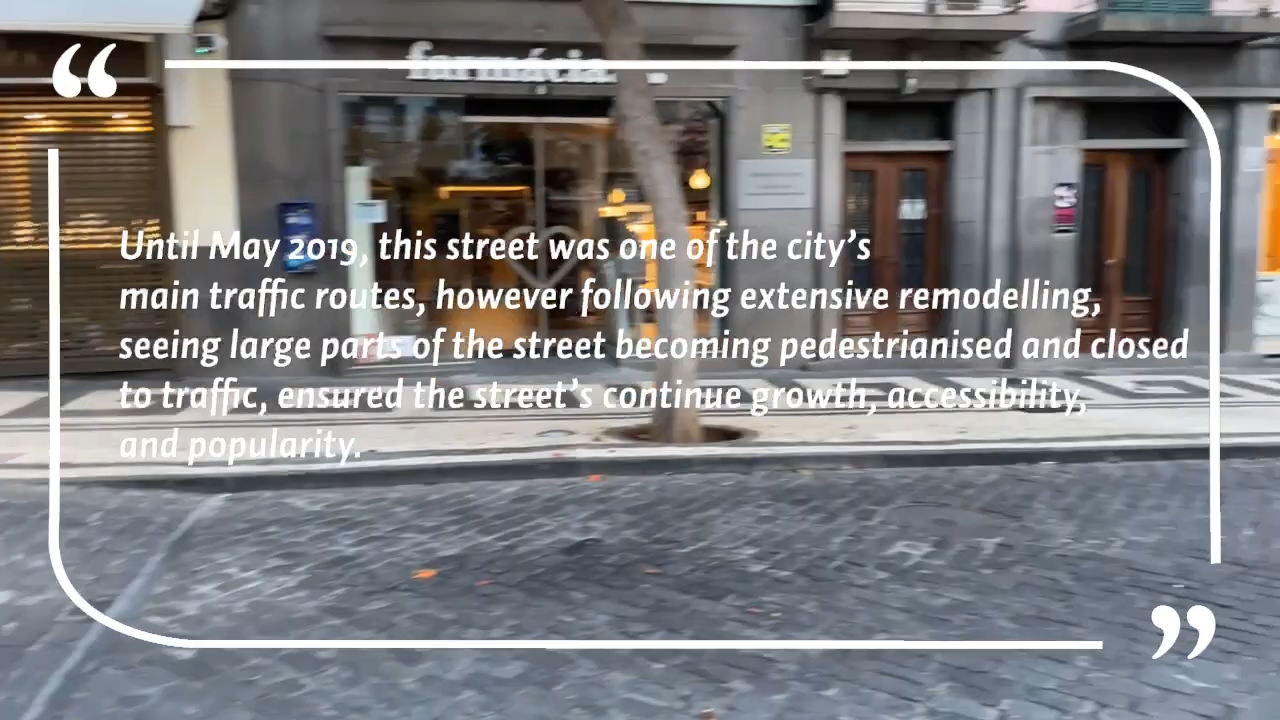 farmácia.
Until May 2019, this street was one of the city’s
main traffic routes, however following extensive remodelling,
seeing large parts of the street becoming pedestrianised and closed
to traffic, ensured the street’s continue growth, accessibility,
and popularity.